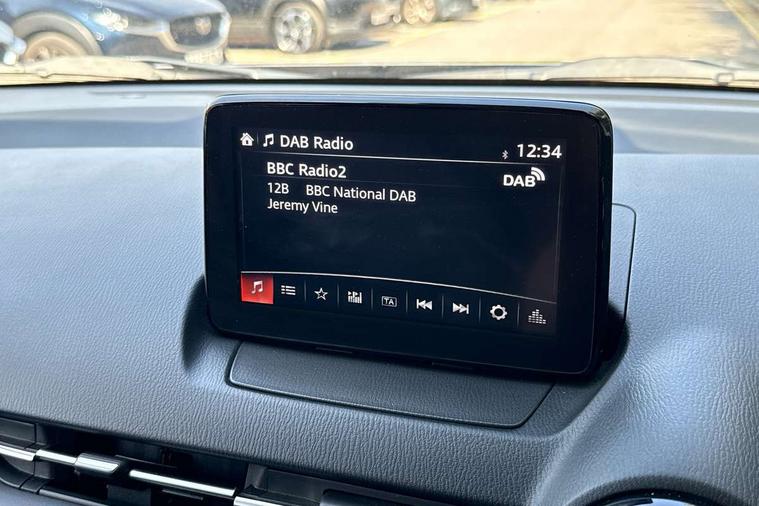 DAB Radio
12:34
BBC Radio2
DAB
12B BBC National DAB
Jeremy Vine
TA